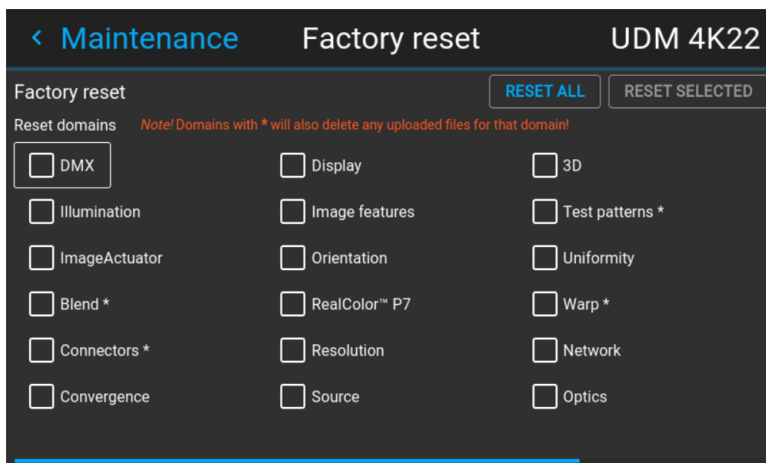 < Maintenance Factory reset UDM 4K22
Factory reset RESET ALL RESET SELECTED
Reset domains Note! Domains with * will also delete any uploaded files for that domain!
DMX Display 3D
Illumination Image features Test patterns *
ImageActuator Orientation Uniformity
Blend * RealColor™ P7 Warp *
Connectors * Resolution Network
Convergence Source Optics